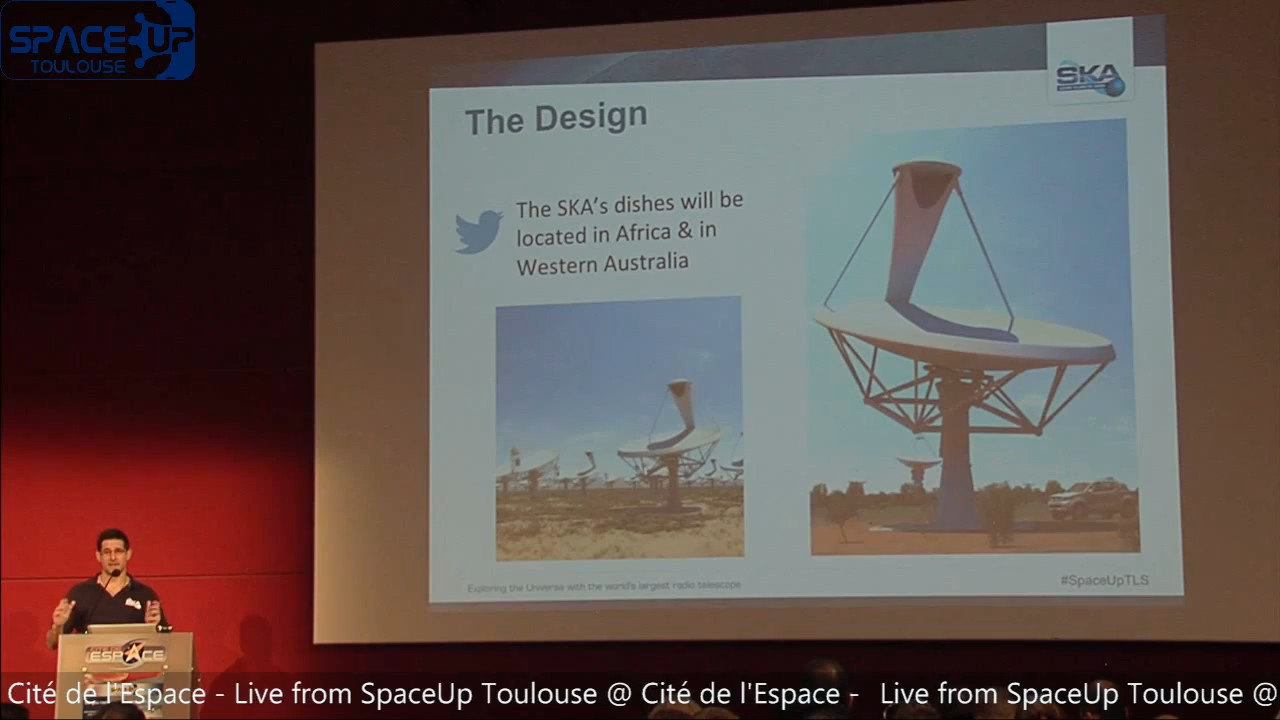 SPACE UP
TOULOUSE
SKA
The Design
The SKA's dishes will be
located in Africa & in
Western Australia
Exploring the Universe with the world's largest radio telescope
#SpaceUpTLS
ESPACE
Cité de l'Espace - Live from SpaceUp Toulouse @ Cité de l'Espace - Live from SpaceUp Toulouse @